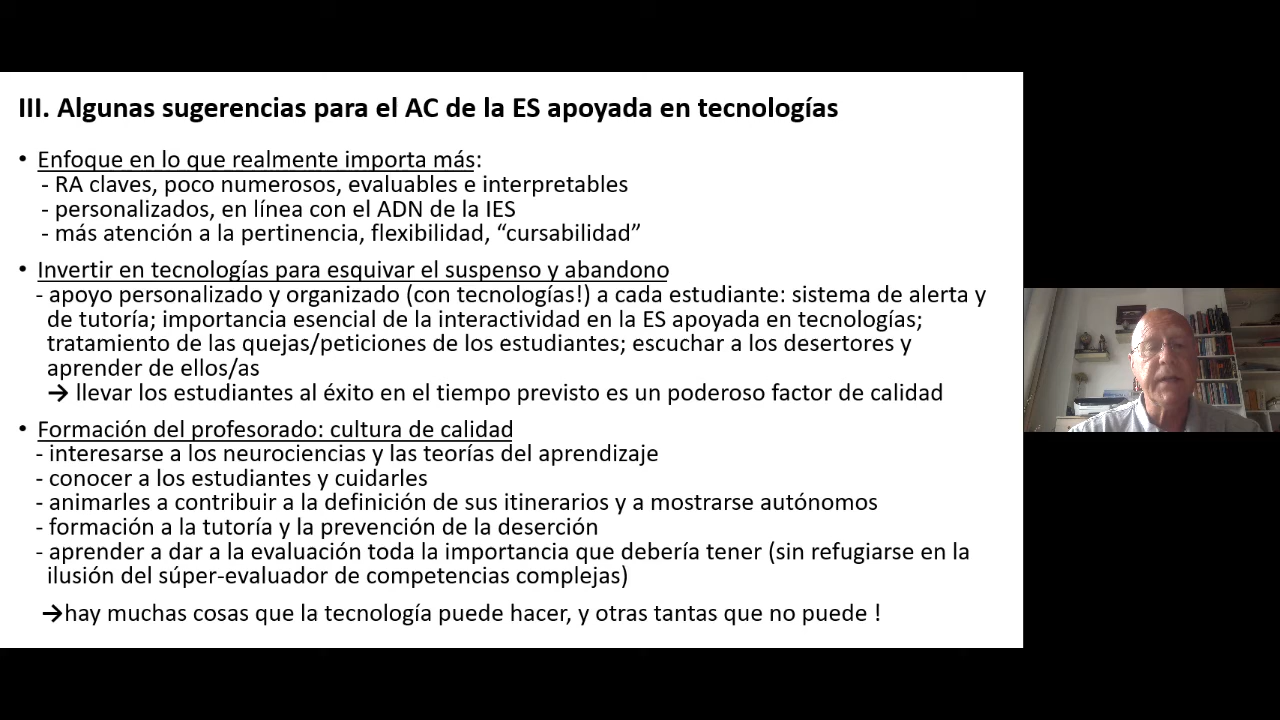 III. Algunas sugerencias para el AC de la ES apoyada en tecnologías
• Enfoque en lo que realmente importa más:
- RA claves, poco numerosos, evaluables e interpretables
- personalizados, en línea con el ADN de la IES
- más atención a la pertinencia, flexibilidad, “cursabilidad”
• Invertir en tecnologías para esquivar el suspenso y abandono
- apoyo personalizado y organizado (con tecnologías!) a cada estudiante: sistema de alerta y
de tutoría; importancia esencial de la interactividad en la ES apoyada en tecnologías;
tratamiento de las quejas/peticiones de los estudiantes; escuchar a los desertores y
aprender de ellos/as
→ llevar los estudiantes al éxito en el tiempo previsto es un poderoso factor de calidad
• Formación del profesorado: cultura de calidad
- interesarse a los neurociencias y las teorías del aprendizaje
- conocer a los estudiantes y cuidarles
- animarles a contribuir a la definición de sus itinerarios y a mostrarse autónomos
- formación a la tutoría y la prevención de la deserción
- aprender a dar a la evaluación toda la importancia que debería tener (sin refugiarse en la
ilusión del súper-evaluador de competencias complejas)
→hay muchas cosas que la tecnología puede hacer, y otras tantas que no puede !